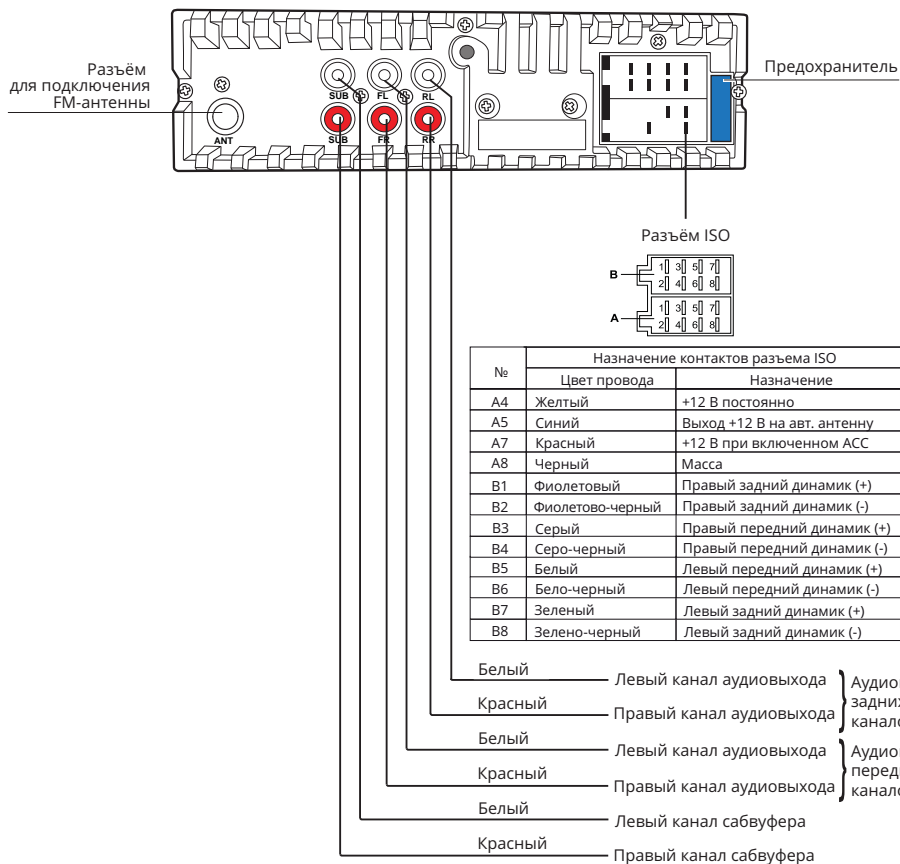 Разъём
для подключения
FM-антенны
Предохранитель
SUB FL RL
ANT SUB FR RR
Разъём ISO
B
1 3 5 7
2 4 6 8
A
1 3 5 7
2 4 6 8
№ Назначение контактов разъема ISO
Цвет провода Назначение
A4 Желтый +12 В постоянно
A5 Синий Выход +12 В на авт. антенну
A7 Красный +12 В при включенном ACC
A8 Черный Масса
B1 Фиолетовый Правый задний динамик (+)
B2 Фиолетово-черный Правый задний динамик (-)
B3 Серый Правый передний динамик (+)
B4 Серо-черный Правый передний динамик (-)
B5 Белый Левый передний динамик (+)
B6 Бело-черный Левый передний динамик (-)
B7 Зеленый Левый задний динамик (+)
B8 Зелено-черный Левый задний динамик (-)
Белый Левый канал аудиовыхода
Красный Правый канал аудиовыхода
Белый Левый канал аудиовыхода
Красный Правый канал аудиовыхода
Белый Левый канал сабвуфера
Красный Правый канал сабвуфера